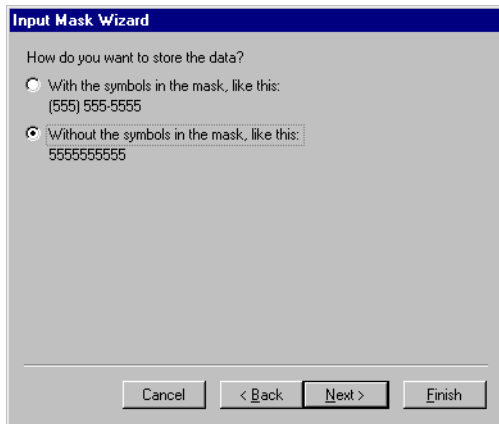 Input Mask Wizard
How do you want to store the data?
With the symbols in the mask, like this:
(555) 555-5555
Without the symbols in the mask, like this:
5555555555
Cancel < Back Next > Finish